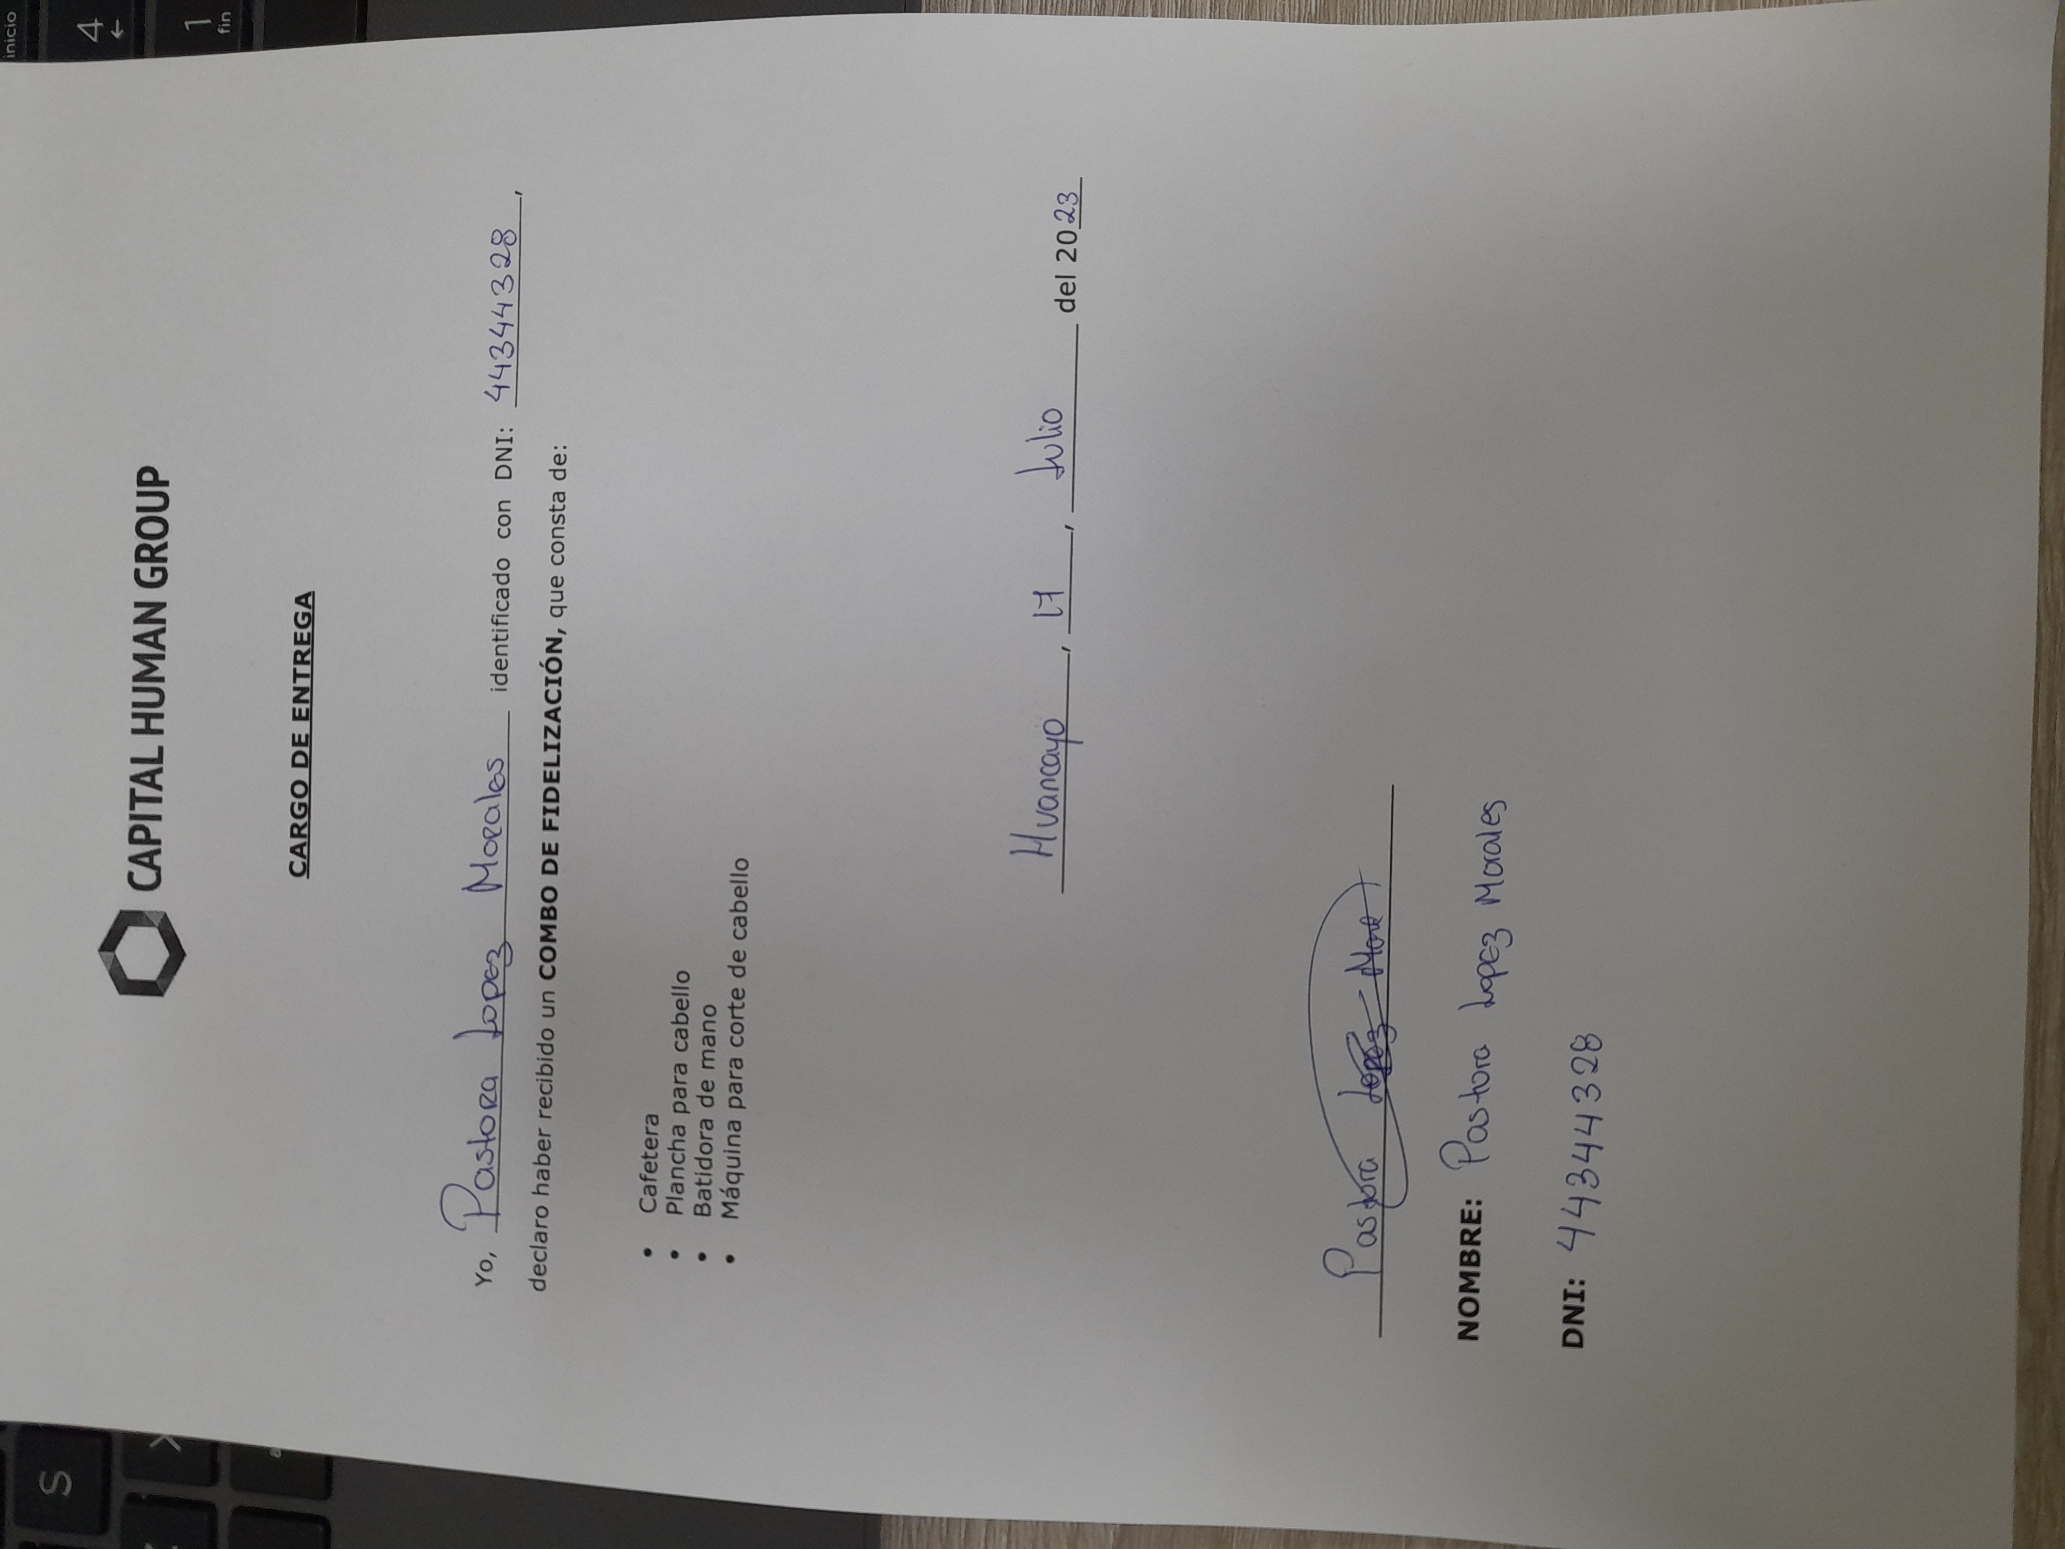 S
inicio
4
←
1
fin
CAPITAL HUMAN GROUP
CARGO DE ENTREGA
Yo, Pastora Lopez Morales identificado con DNI: 44344328,
declaro haber recibido un COMBO DE FIDELIZACIÓN, que consta de:
• Cafetera
• Plancha para cabello
• Batidora de mano
• Máquina para corte de cabello
Huancayo, 17, Julio del 2023
Pastora Lopez Mora
NOMBRE: Pastora Lopez Morales
DNI: 44344328